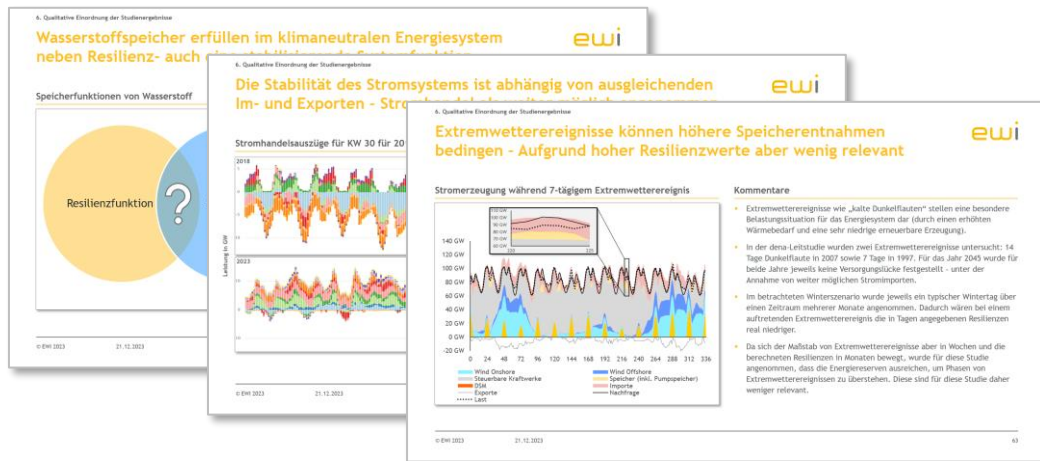 6. Qualitative Einordnung der Studienergebnisse
Wasserstoffspeicher erfüllen im klimaneutralen Energiesystem
neben Resilienz- auch
ewi
Speicherfunktionen von Wasserstoff
Resilienzfunktion
?
© EWI 2023
21.12.2023
6. Qualitative Einordnung der Studienergebnisse
Die Stabilität des Stromsystems ist abhängig von ausgleichenden
Im- und Exporten -
ewi
Stromhandelsauszüge für KW 30 für 20
2018
Leistung in GW
2023
© EWI 2023
21.12.2023
6. Qualitative Einordnung der Studienergebnisse
Extremwetterereignisse können höhere Speicherentnahmen
bedingen - Aufgrund hoher Resilienzwerte aber wenig relevant
ewi
Stromerzeugung während 7-tägigem Extremwetterereignis
140 GW
120 GW
100 GW
80 GW
60 GW
40 GW
20 GW
0 GW
-20 GW
0 24 48 72 96 120 144 168 192 216 240 264 288 312 336
Wind Onshore
Wind Offshore
Steuerbare Kraftwerke
Speicher (inkl. Pumpspeicher)
DSM
Importe
Exporte
Nachfrage
Last
Kommentare
Extremwetterereignisse wie „kalte Dunkelflauten“ stellen eine besondere
Belastungssituation für das Energiesystem dar (durch einen erhöhten
Wärmebedarf und eine sehr niedrige erneuerbare Erzeugung).
In der dena-Leitstudie wurden zwei Extremwetterereignisse untersucht: 14
Tage Dunkelflaute in 2007 sowie 7 Tage in 1997. Für das Jahr 2045 wurde für
beide Jahre jeweils keine Versorgungslücke festgestellt - unter der
Annahme von weiter möglichen Stromimporten.
Im betrachteten Winterszenario wurde jeweils ein typischer Wintertag über
einen Zeitraum mehrerer Monate angenommen. Dadurch wären bei einem
auftretenden Extremwetterereignis die in Tagen angegebenen Resilienzen
real niedriger.
Da sich der Maßstab von Extremwetterereignisse aber in Wochen und die
berechneten Resilienzen in Monaten bewegt, wurde für diese Studie
angenommen, dass die Energiereserven ausreichen, um Phasen von
Extremwetterereignissen zu überstehen. Diese sind für diese Studie daher
weniger relevant.
© EWI 2023
21.12.2023
63